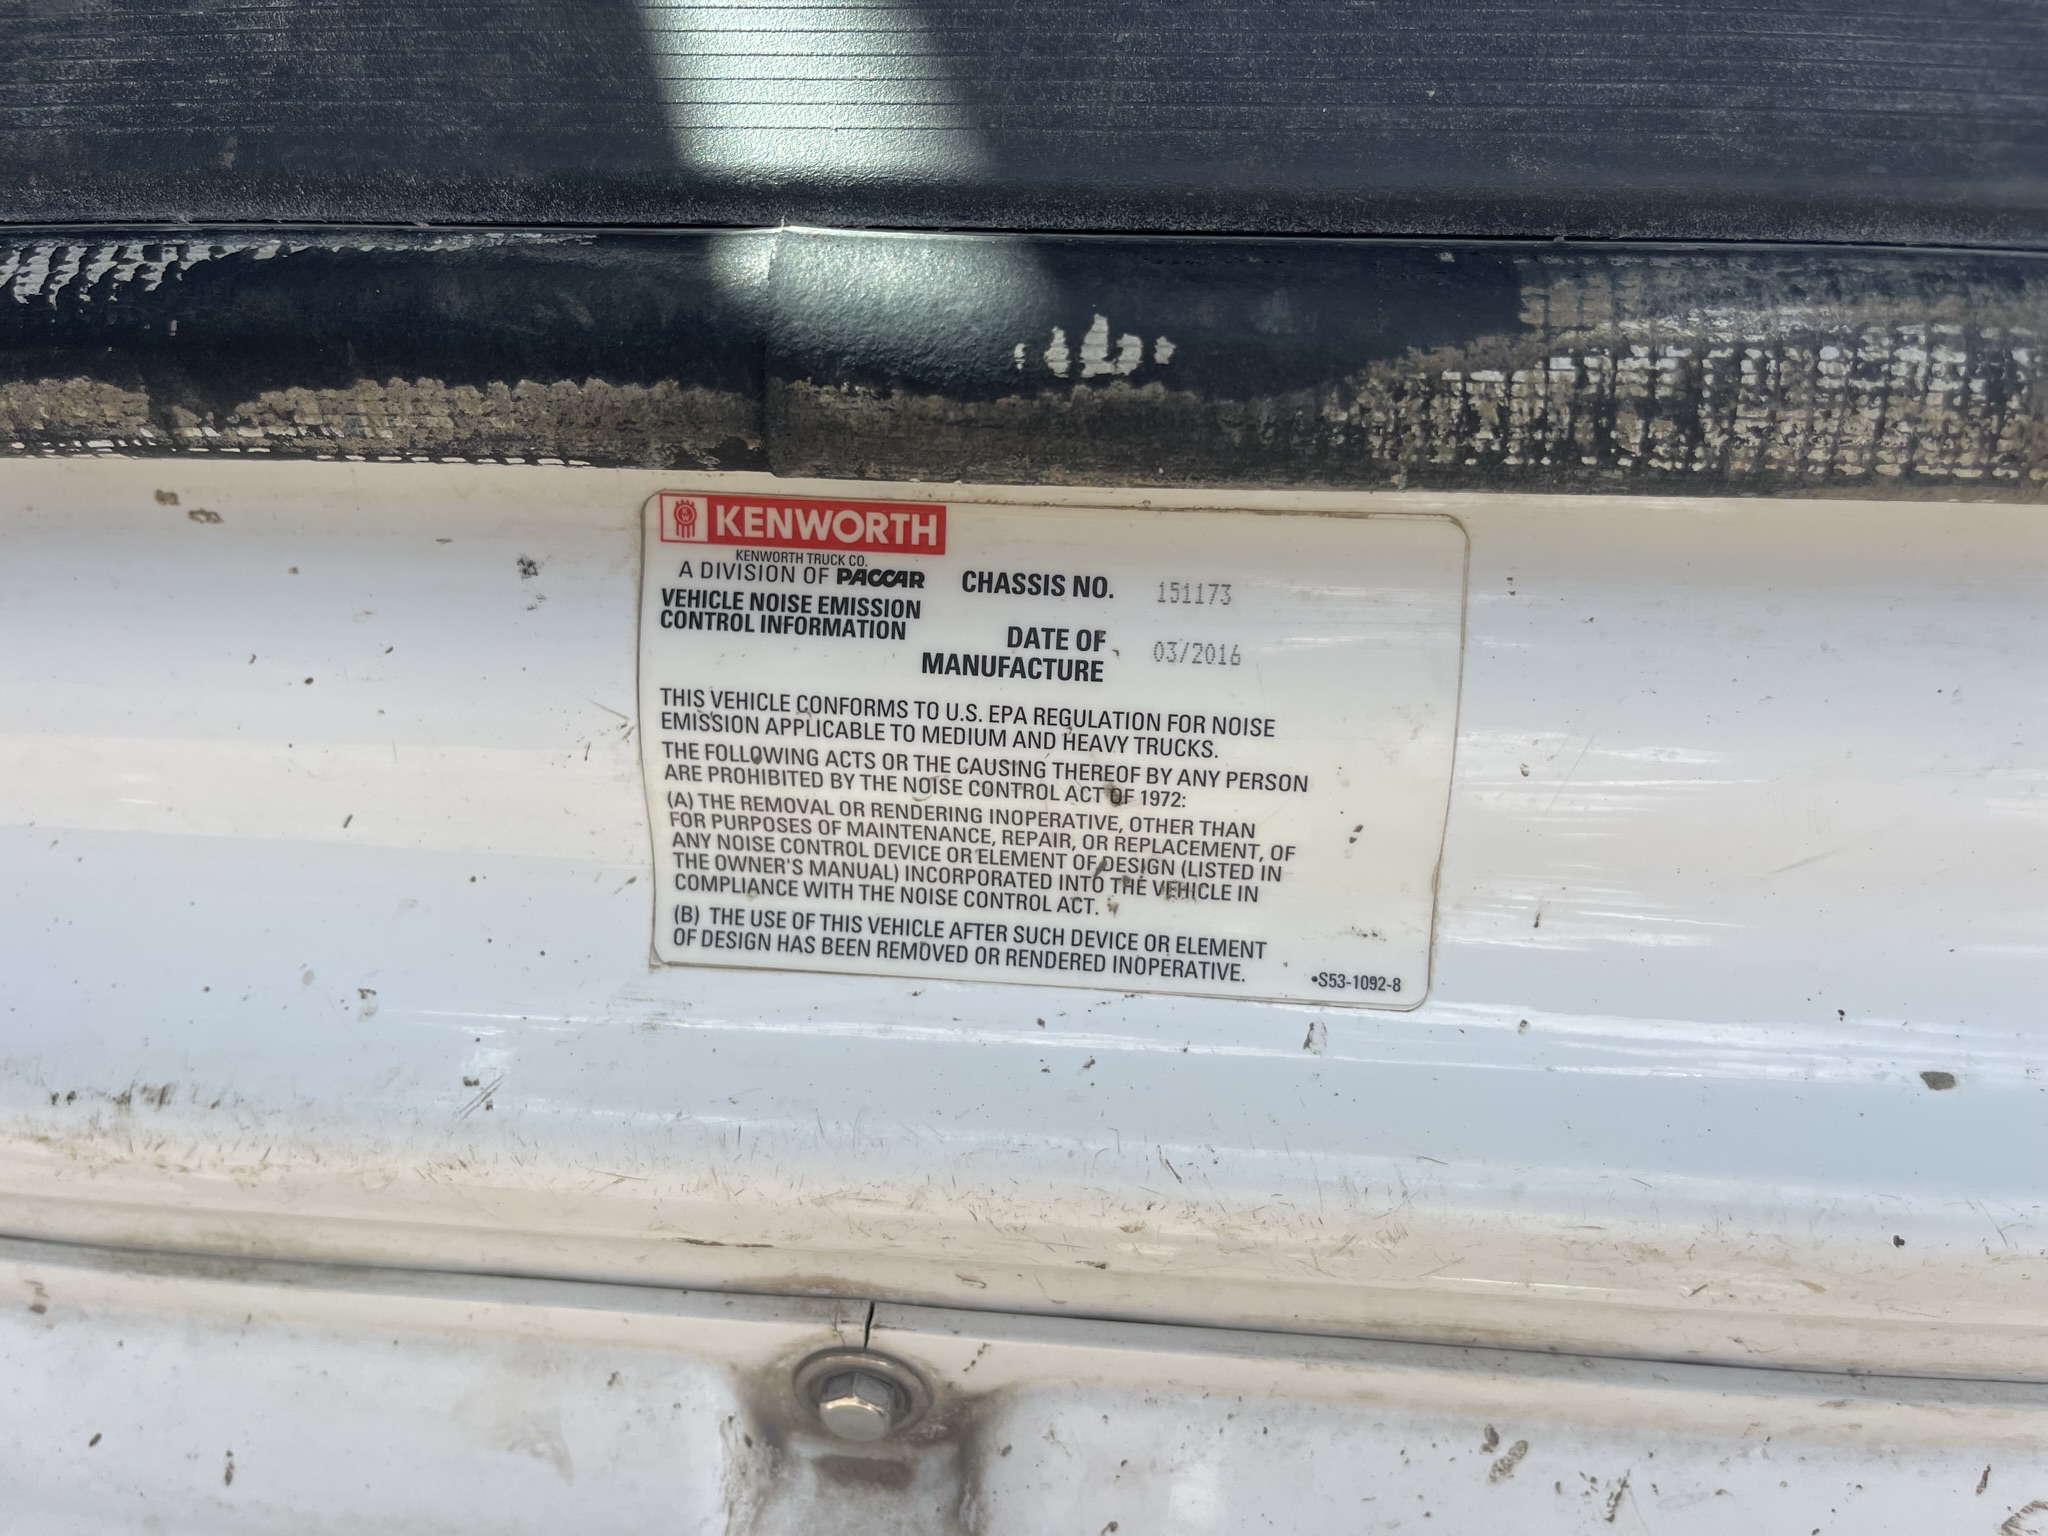 KENWORTH
KENWORTH TRUCK CO.
A DIVISION OF PACCAR
VEHICLE NOISE EMISSION
CONTROL INFORMATION
CHASSIS NO. 151173
DATE OF
MANUFACTURE 03/2016
THIS VEHICLE CONFORMS TO U.S. EPA REGULATION FOR NOISE
EMISSION APPLICABLE TO MEDIUM AND HEAVY TRUCKS.
THE FOLLOWING ACTS OR THE CAUSING THEREOF BY ANY PERSON
ARE PROHIBITED BY THE NOISE CONTROL ACT OF 1972:
(A) THE REMOVAL OR RENDERING INOPERATIVE, OTHER THAN
FOR PURPOSES OF MAINTENANCE, REPAIR, OR REPLACEMENT, OF
ANY NOISE CONTROL DEVICE OR ELEMENT OF DESIGN (LISTED IN
THE OWNER'S MANUAL) INCORPORATED INTO THE VEHICLE IN
COMPLIANCE WITH THE NOISE CONTROL ACT.
(B) THE USE OF THIS VEHICLE AFTER SUCH DEVICE OR ELEMENT
OF DESIGN HAS BEEN REMOVED OR RENDERED INOPERATIVE.
•S53-1092-8